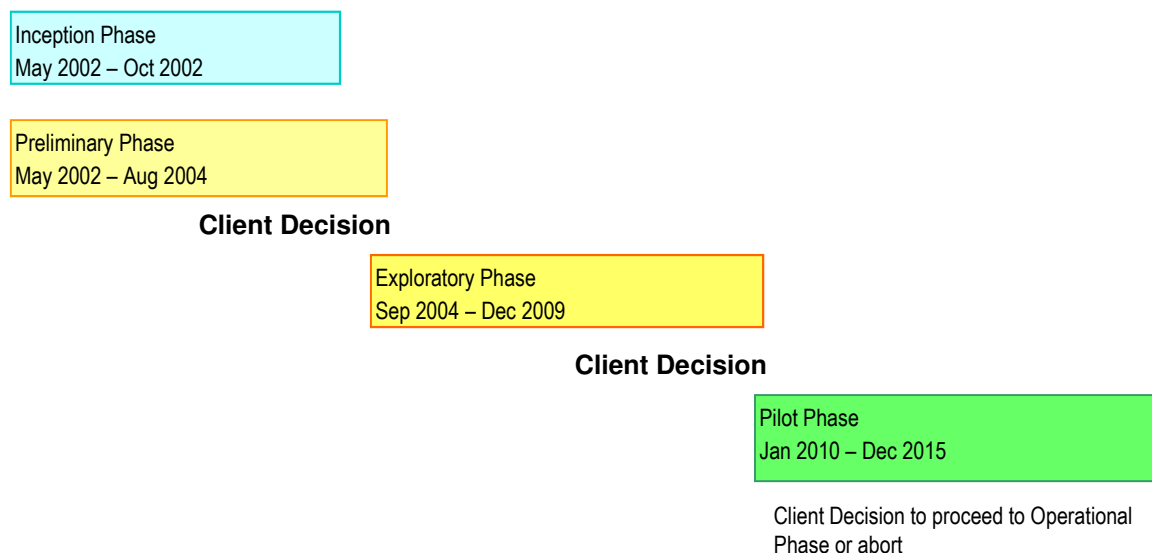 Inception Phase
May 2002 – Oct 2002
Preliminary Phase
May 2002 – Aug 2004
Client Decision
Exploratory Phase
Sep 2004 – Dec 2009
Client Decision
Pilot Phase
Jan 2010 – Dec 2015
Client Decision to proceed to Operational
Phase or abort